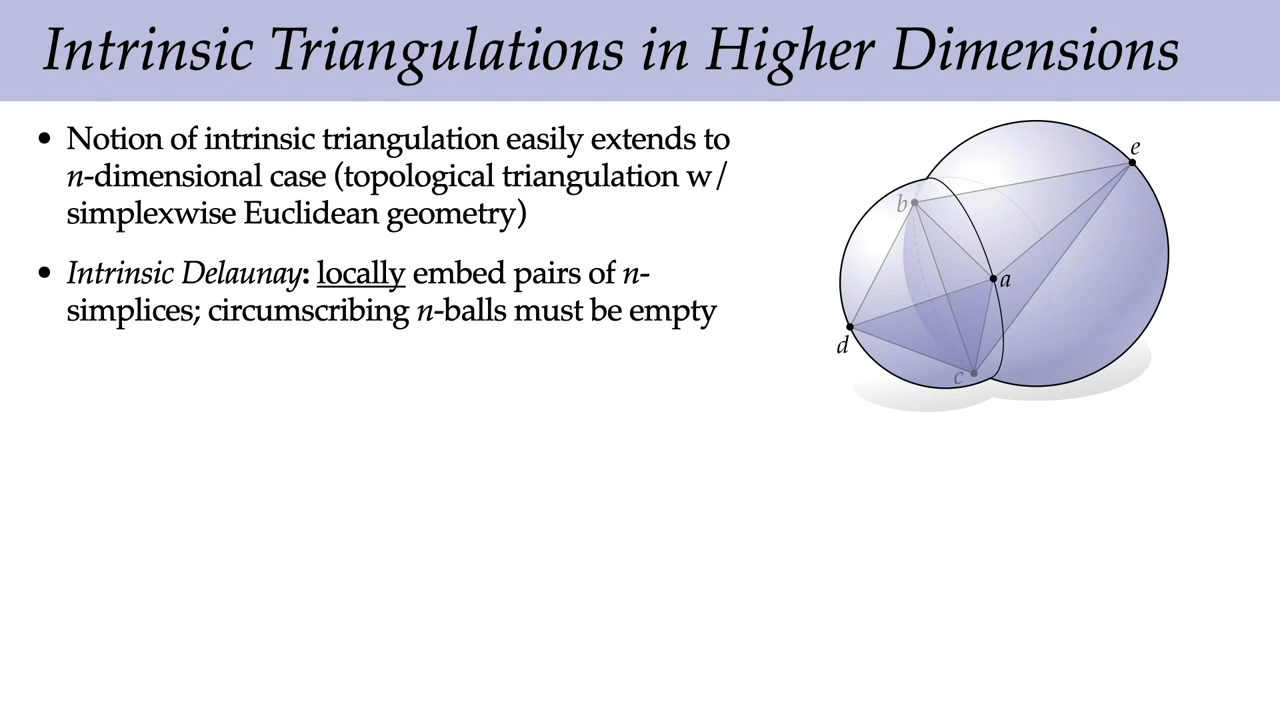 Intrinsic Triangulations in Higher Dimensions
• Notion of intrinsic triangulation easily extends to
n-dimensional case (topological triangulation w/
simplexwise Euclidean geometry)
• Intrinsic Delaunay: locally embed pairs of n-
simplices; circumscribing n-balls must be empty
e
b
a
d
c